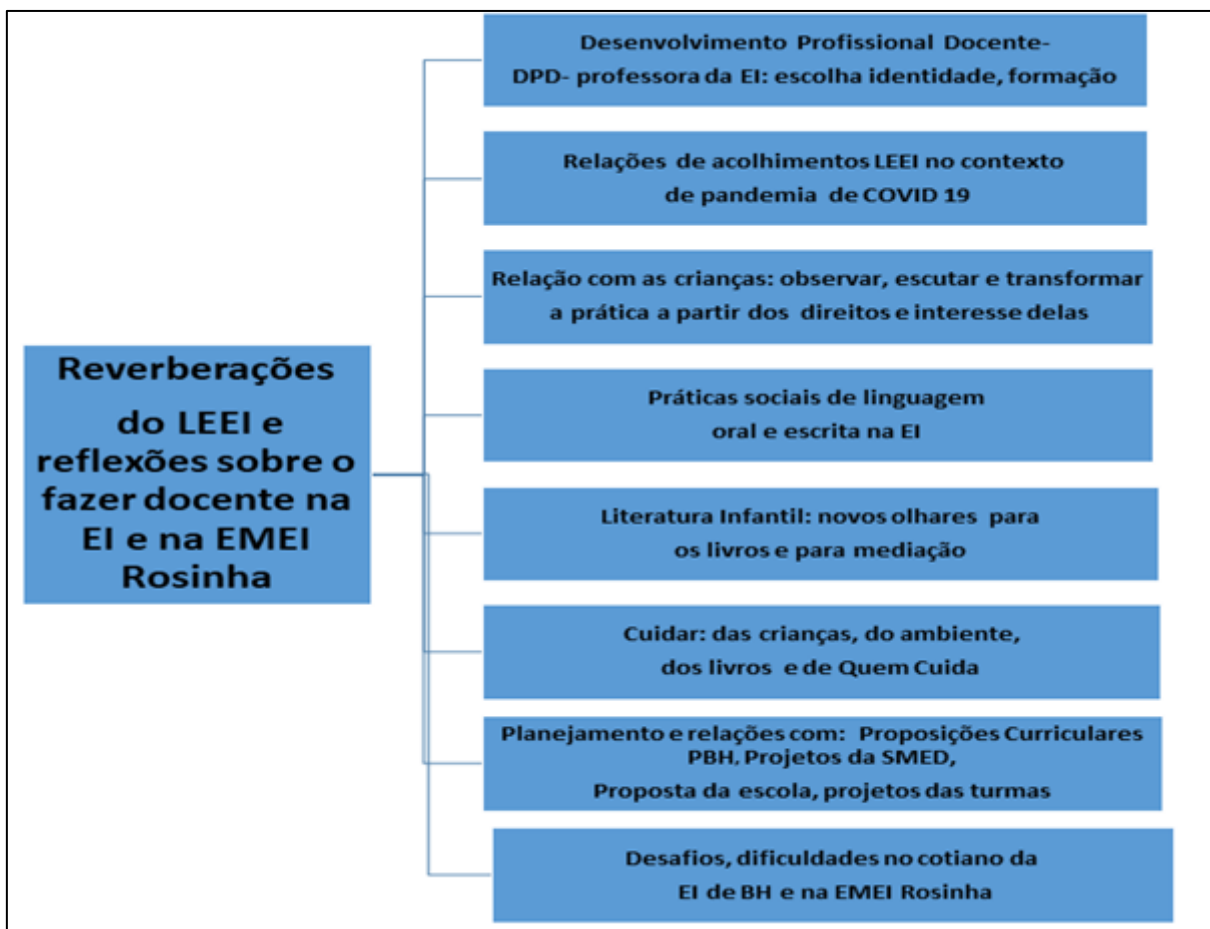 Reverberações
do LEEI e
reflexões sobre o
fazer docente na
EI e na EMEI
Rosinha
Desenvolvimento Profissional Docente-
DPD- professora da EI: escolha identidade, formação
Relações de acolhimentos LEEI no contexto
de pandemia de COVID 19
Relação com as crianças: observar, escutar e transformar
a prática a partir dos direitos e interesse delas
Práticas sociais de linguagem
oral e escrita na EI
Literatura Infantil: novos olhares para
os livros e para mediação
Cuidar: das crianças, do ambiente,
dos livros e de Quem Cuida
Planejamento e relações com: Proposições Curriculares
PBH, Projetos da SMED,
Proposta da escola, projetos das turmas
Desafios, dificuldades no cotiano da
EI de BH e na EMEI Rosinha